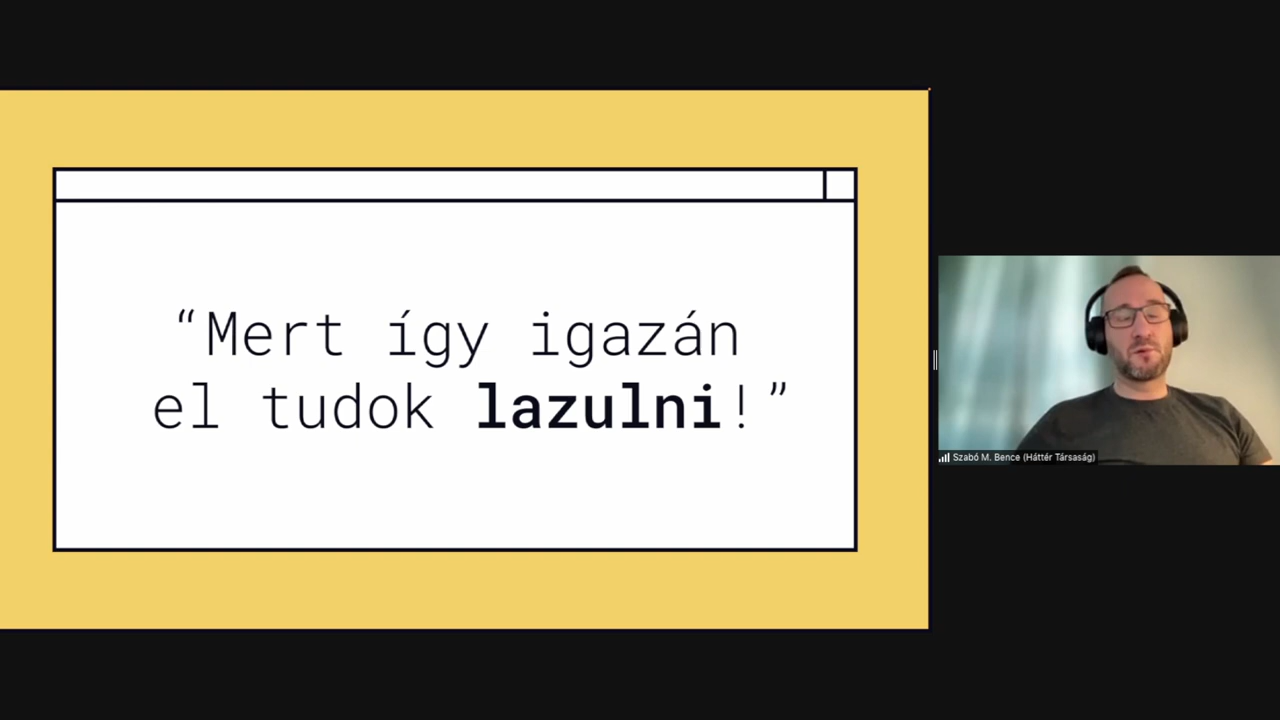 “Mert így igazán
el tudok lazulni!”
Szabó M. Bence (Háttér Társaság)